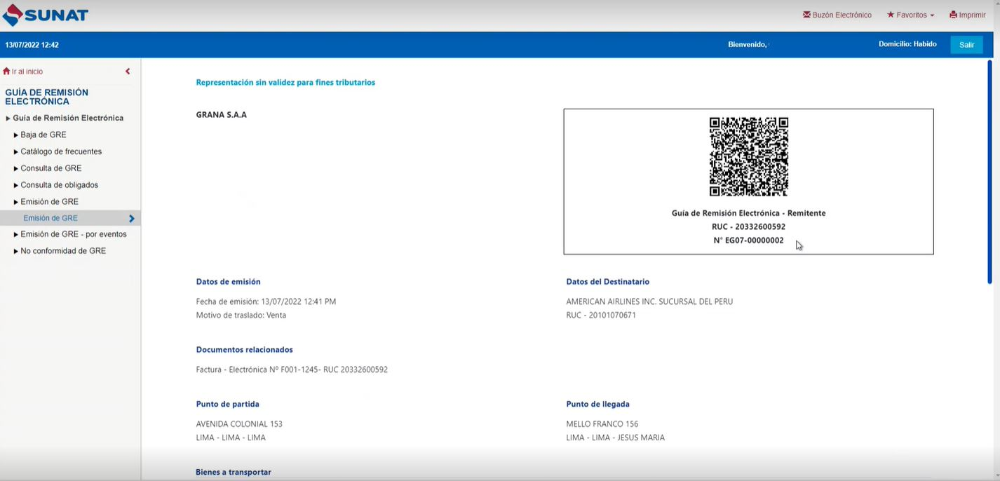 SUNAT
Buzón Electrónico Favoritos Imprimir
13/07/2022 12:42 Bienvenido, Domicilio: Habido Salir
Ir al inicio
GUÍA DE REMISIÓN
ELECTRÓNICA
Guía de Remisión Electrónica
Baja de GRE
Catálogo de frecuentes
Consulta de GRE
Consulta de obligados
Emisión de GRE
Emisión de GRE
Emisión de GRE - por eventos
No conformidad de GRE
Representación sin validez para fines tributarios
GRANA S.A.A
Guía de Remisión Electrónica - Remitente
RUC - 20332600592
N° EG07-00000002
Datos de emisión
Fecha de emisión: 13/07/2022 12:41 PM
Motivo de traslado: Venta
Datos del Destinatario
AMERICAN AIRLINES INC. SUCURSAL DEL PERU
RUC - 20101070671
Documentos relacionados
Factura - Electrónica Nº F001-1245- RUC 20332600592
Punto de partida
AVENIDA COLONIAL 153
LIMA - LIMA - LIMA
Punto de llegada
MELLO FRANCO 156
LIMA - LIMA - JESUS MARIA
Bienes a transportar